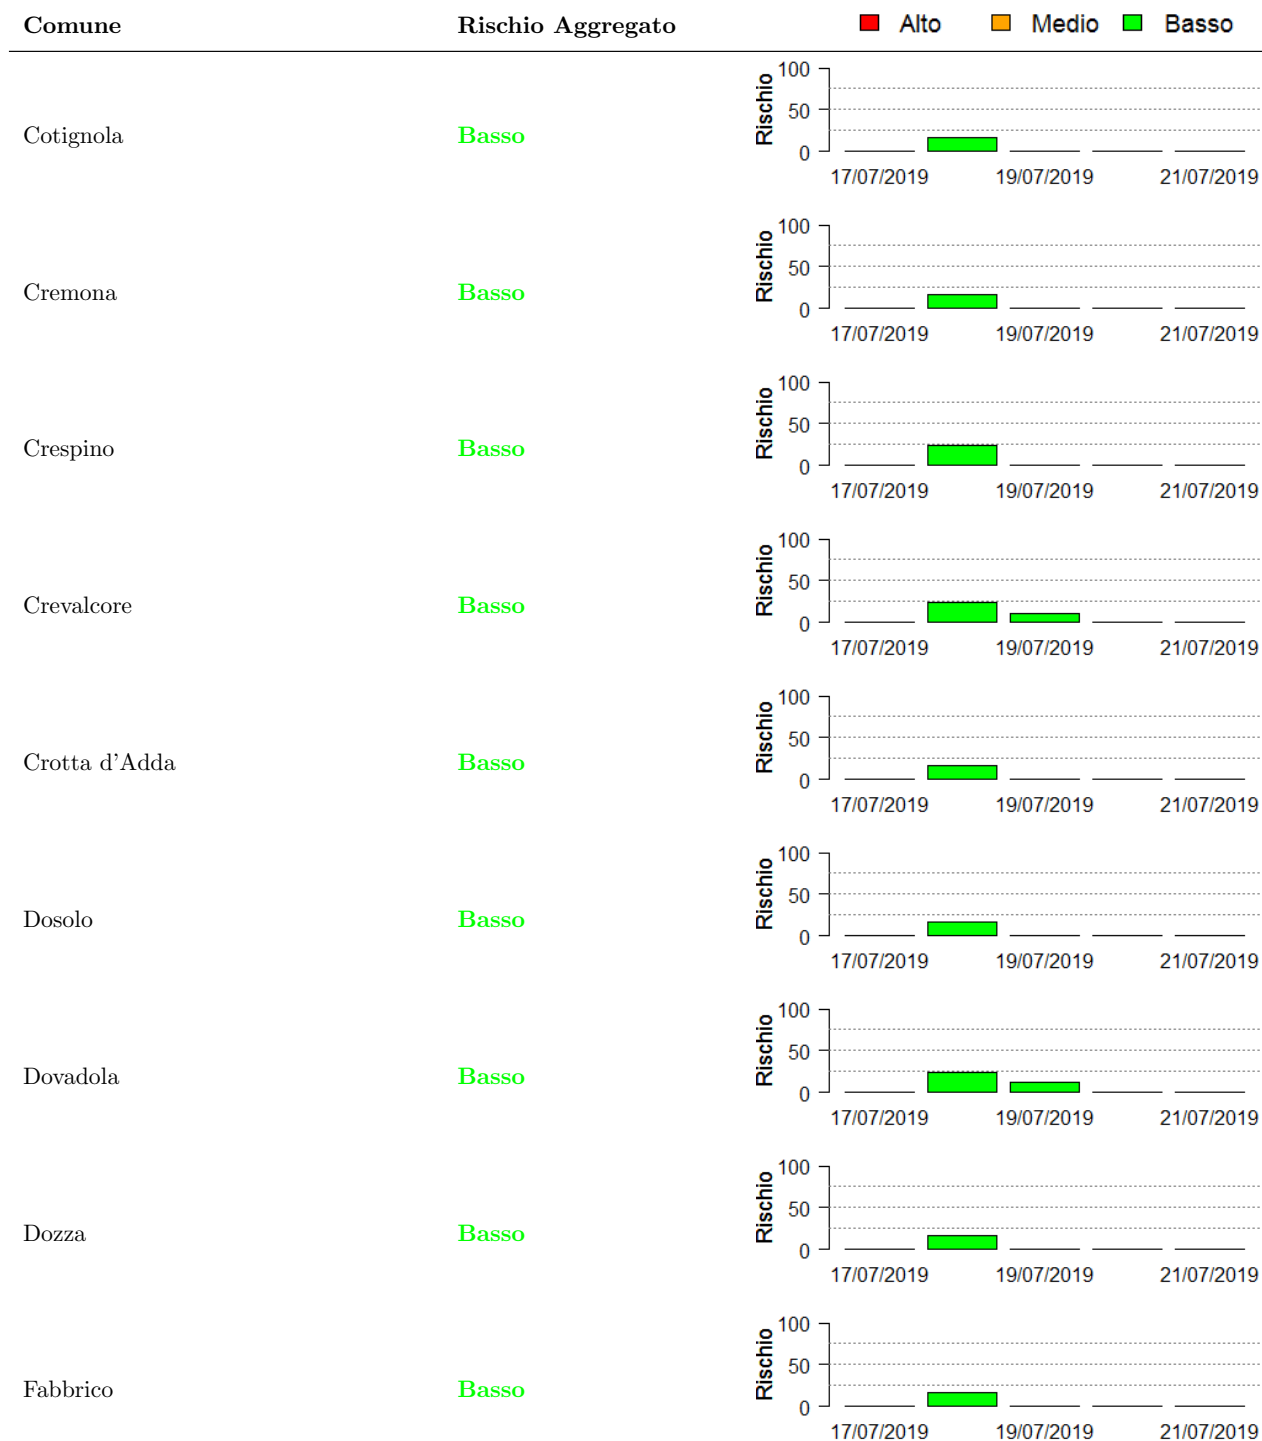 Comune Rischio Aggregato Alto Medio Basso
Cotignola Basso
Rischio
100
50
0
17/07/2019 19/07/2019 21/07/2019
Cremona Basso
Rischio
100
50
0
17/07/2019 19/07/2019 21/07/2019
Crespino Basso
Rischio
100
50
0
17/07/2019 19/07/2019 21/07/2019
Crevalcore Basso
Rischio
100
50
0
17/07/2019 19/07/2019 21/07/2019
Crotta d'Adda Basso
Rischio
100
50
0
17/07/2019 19/07/2019 21/07/2019
Dosolo Basso
Rischio
100
50
0
17/07/2019 19/07/2019 21/07/2019
Dovadola Basso
Rischio
100
50
0
17/07/2019 19/07/2019 21/07/2019
Dozza Basso
Rischio
100
50
0
17/07/2019 19/07/2019 21/07/2019
Fabbrico Basso
Rischio
100
50
0
17/07/2019 19/07/2019 21/07/2019